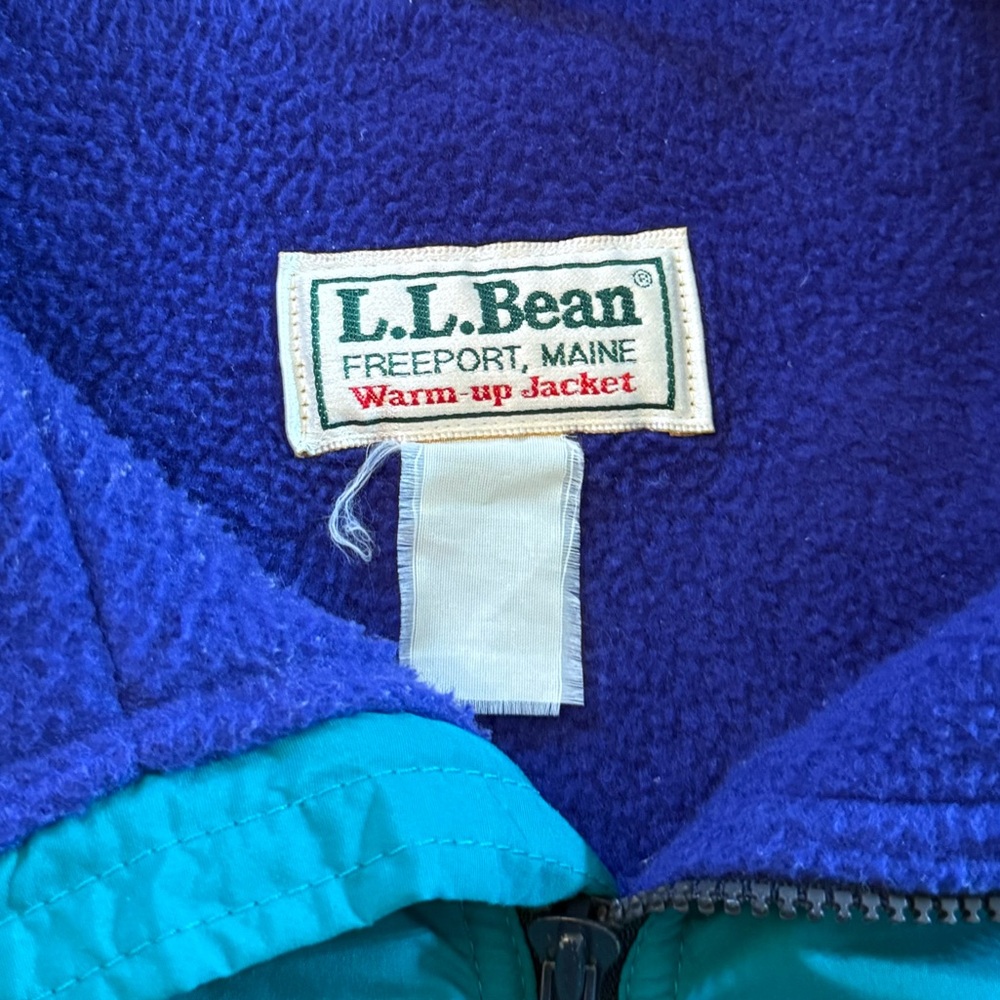 L.L.Bean®
FREEPORT, MAINE
Warm-up Jacket